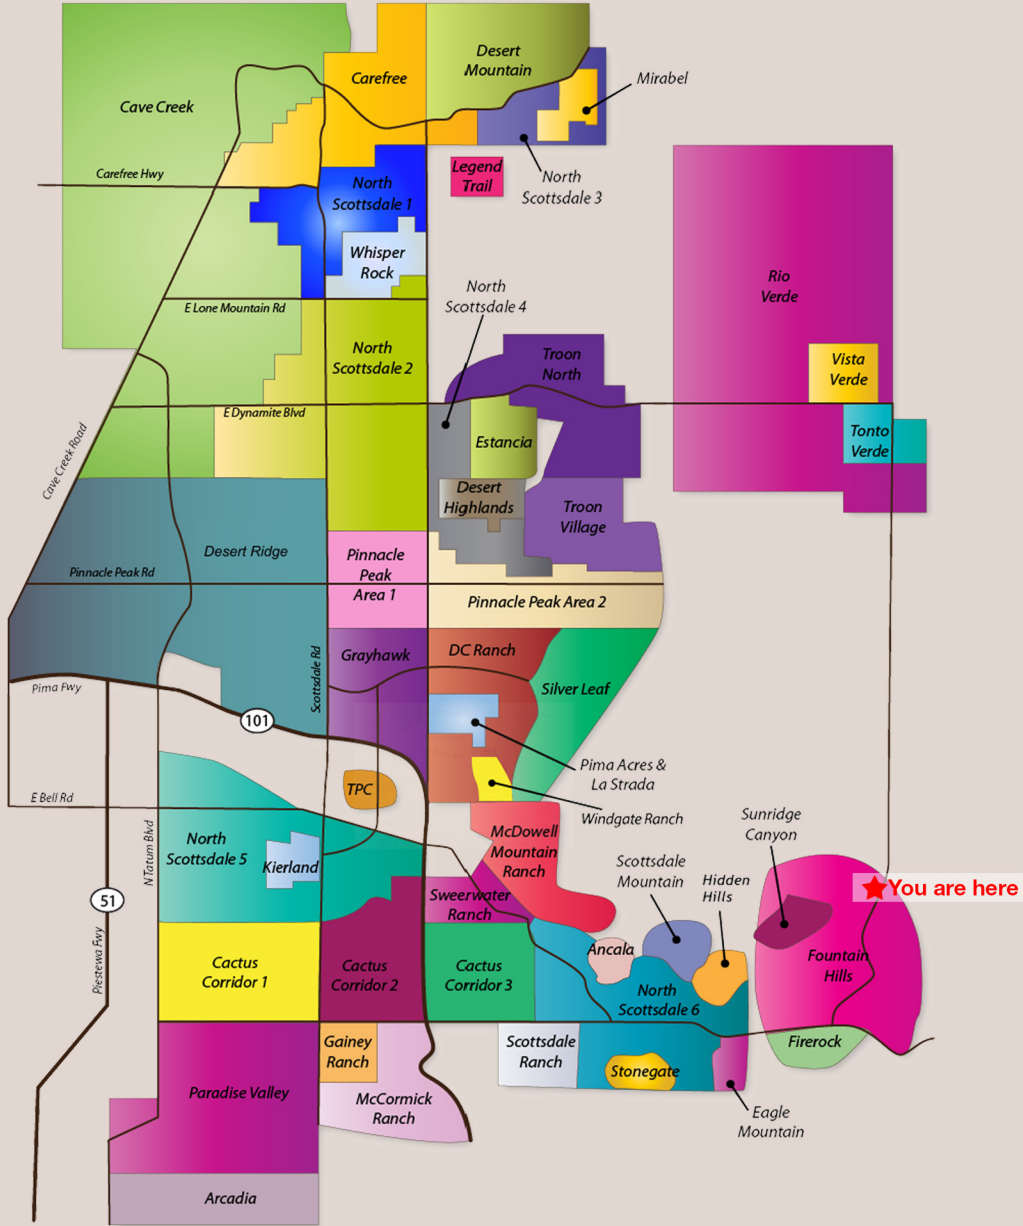 Desert
Mountain
Carefree
Mirabel
Cave Creek
Legend
Trail
Carefree Hwy
North
Scottsdale 3
North
Scottsdale 1
Whisper
Rock
Rio
Verde
North
Scottsdale 4
E Lone Mountain Rd
North
Scottsdale 2
Troon
North
Vista
Verde
E Dynamite Blvd
Tonto
Verde
Estancia
Cave Creek Road
Desert
Highlands
Troon
Village
Desert Ridge
Pinnacle
Peak
Area 1
Pinnacle Peak Rd
Pinnacle Peak Area 2
Scottsdale Rd
Grayhawk
DC Ranch
Silver Leaf
Pima Fwy
101
Pima Acres &
La Strada
TPC
E Bell Rd
Windgate Ranch
Sunridge
Canyon
N Tatum Blvd
North
Scottsdale 5
Kierland
McDowell
Mountain
Ranch
Scottsdale
Mountain
Hidden
Hills
You are here
51
Sweerwater
Ranch
Piestewa Fwy
Cactus
Corridor 1
Cactus
Corridor 2
Cactus
Corridor 3
Ancala
North
Scottsdale 6
Fountain
Hills
Gainey
Ranch
Scottsdale
Ranch
Firerock
Stonegate
Paradise Valley
McCormick
Ranch
Eagle
Mountain
Arcadia